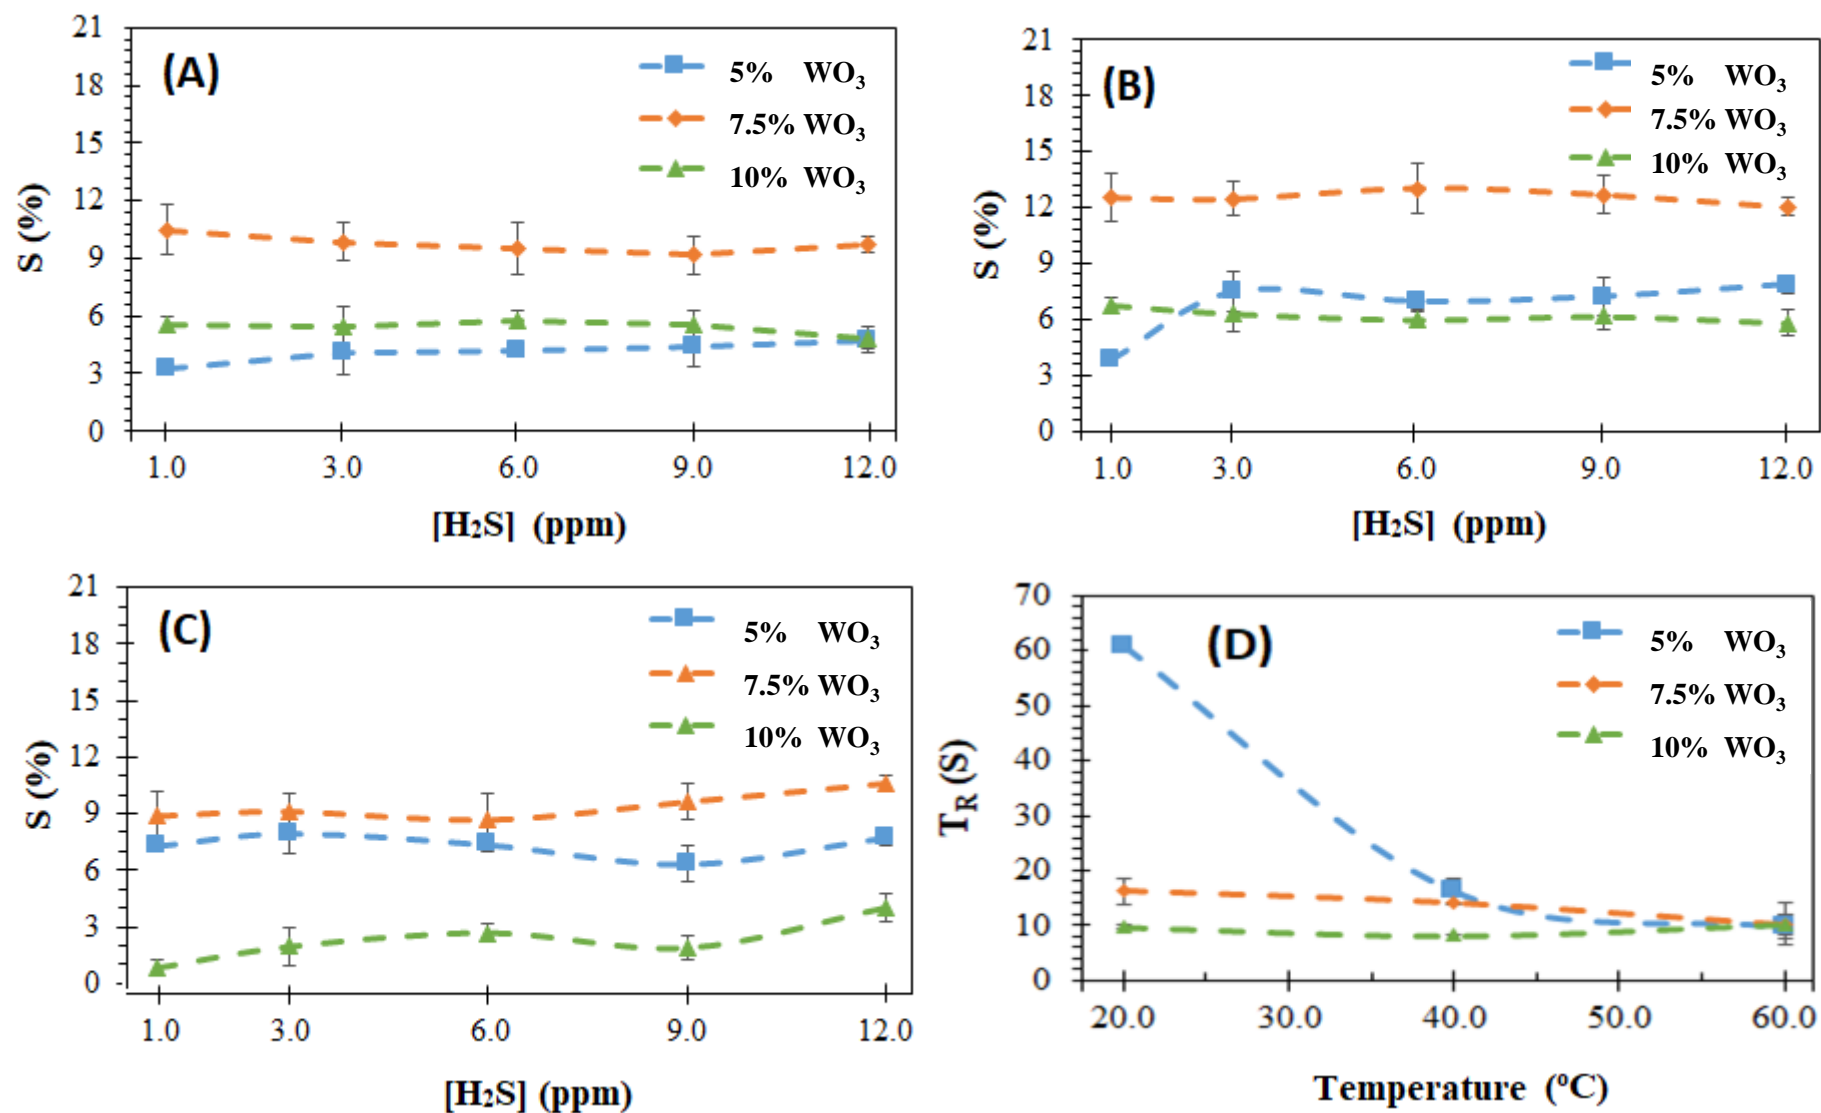 (A)
21
18
15
12
9
6
3
0
S (%)
5% WO₃
7.5% WO₃
10% WO₃
1.0 3.0 6.0 9.0 12.0
[H₂S] (ppm)
(B)
21
18
15
12
9
6
3
0
S (%)
5% WO₃
7.5% WO₃
10% WO₃
1.0 3.0 6.0 9.0 12.0
[H₂S] (ppm)
(C)
21
18
15
12
9
6
3
0
S (%)
5% WO₃
7.5% WO₃
10% WO₃
1.0 3.0 6.0 9.0 12.0
[H₂S] (ppm)
(D)
70
60
50
40
30
20
10
0
T_R (S)
5% WO₃
7.5% WO₃
10% WO₃
20.0 30.0 40.0 50.0 60.0
Temperature (⁰C)